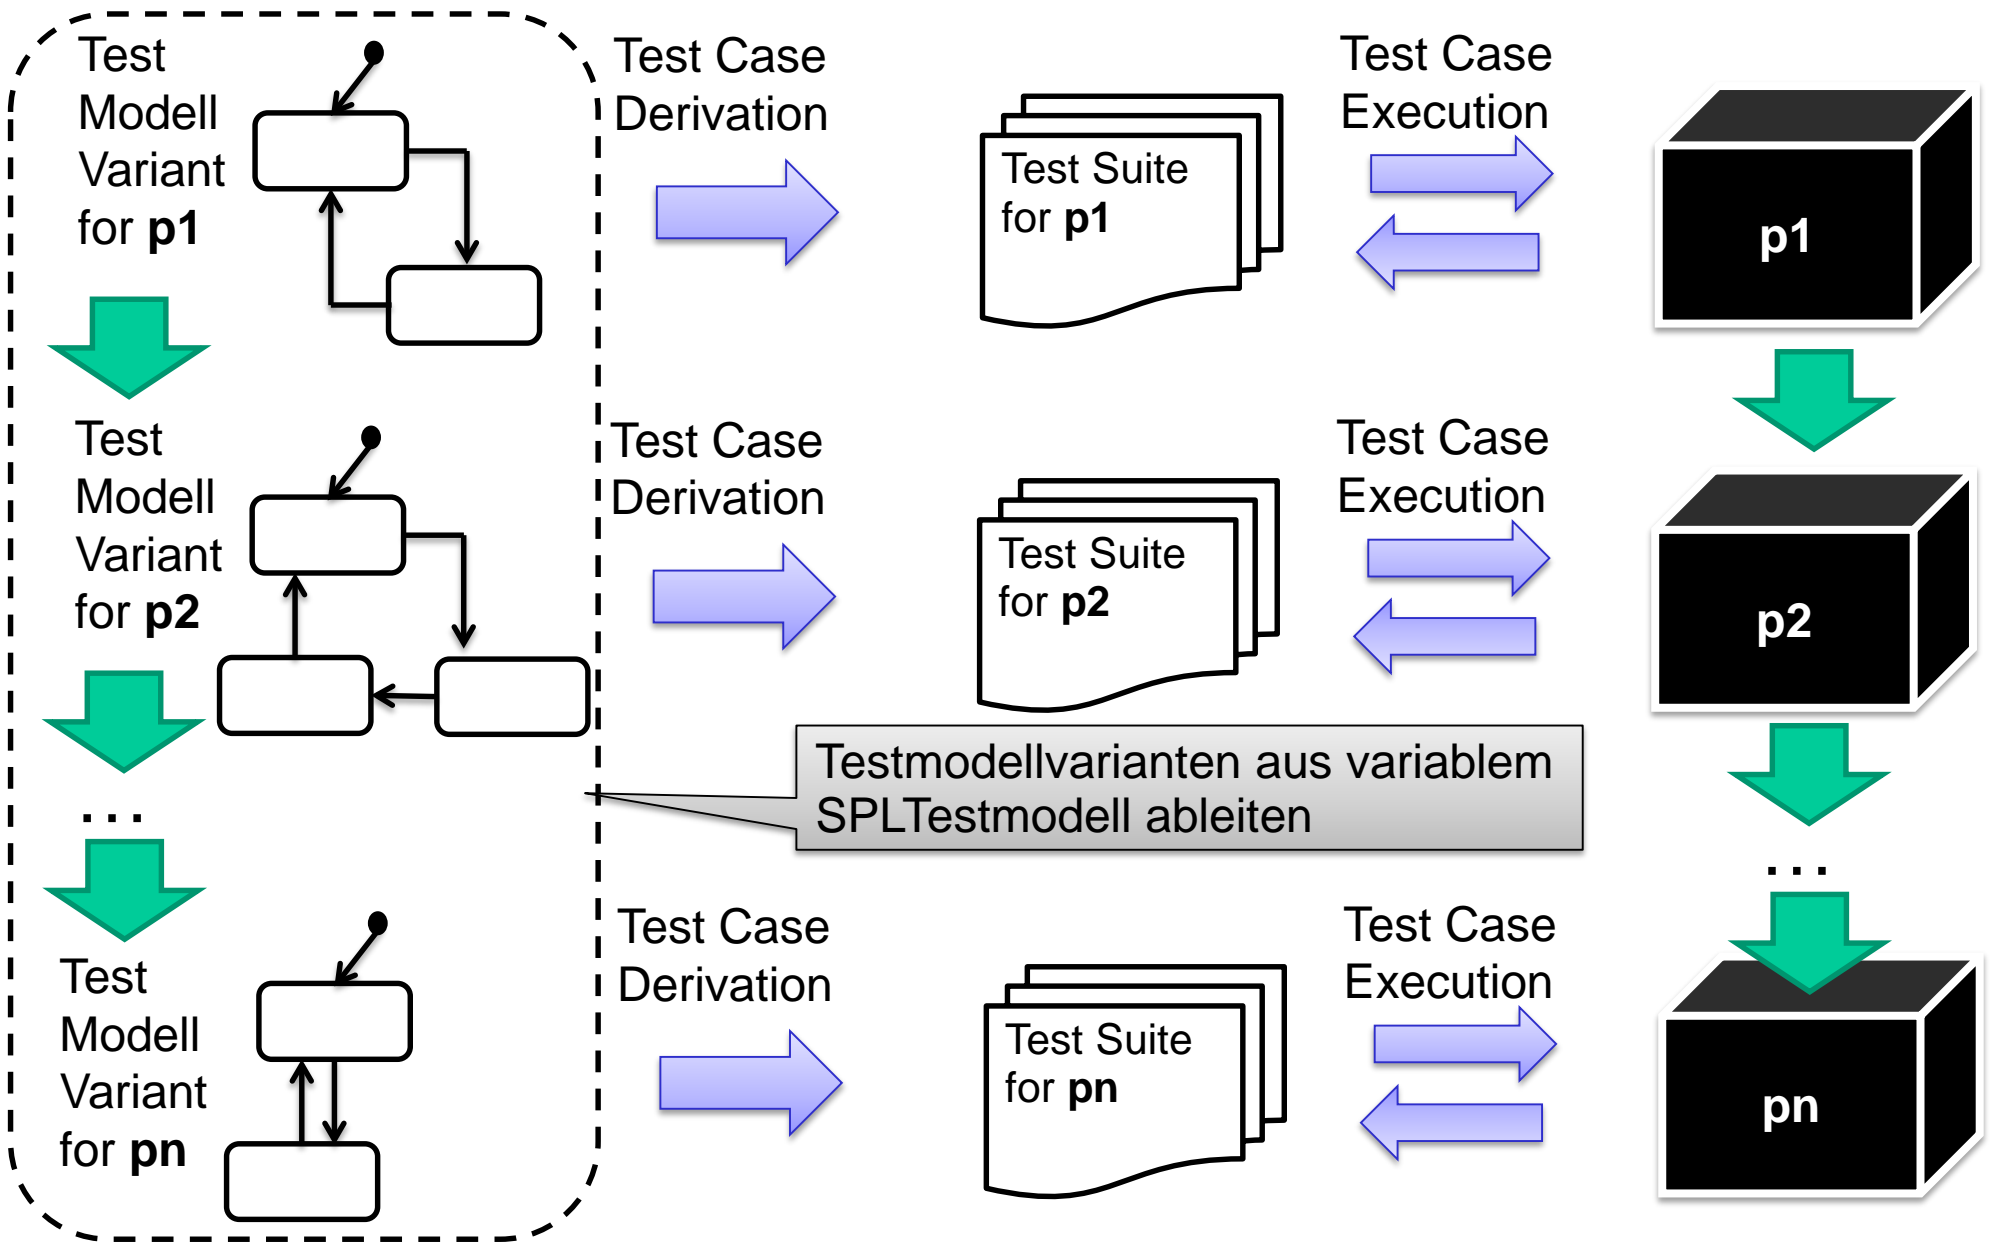 Test
Modell
Variant
for p1
Test Case
Derivation
Test Suite
for p1
Test Case
Execution
p1
Test
Modell
Variant
for p2
Test Case
Derivation
Test Suite
for p2
Test Case
Execution
p2
Testmodellvarianten aus variablem
SPLTestmodell ableiten
...
...
Test
Modell
Variant
for pn
Test Case
Derivation
Test Suite
for pn
Test Case
Execution
pn